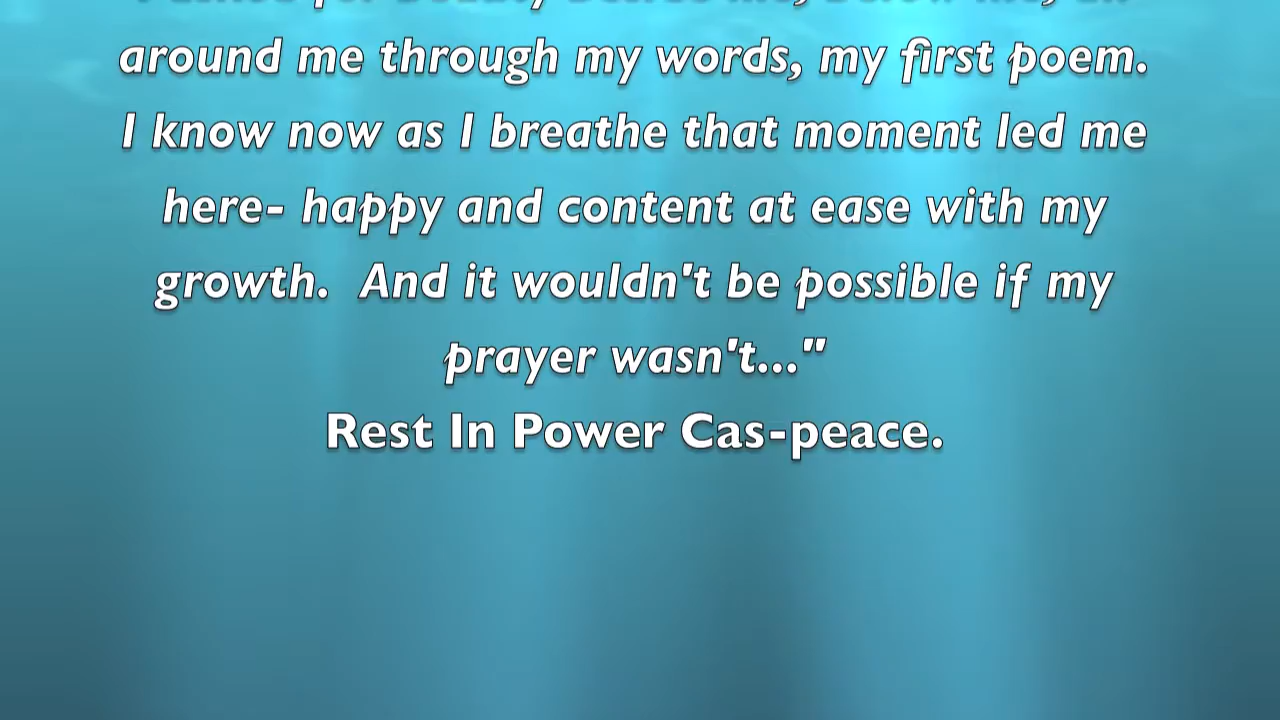 around me through my words, my first poem.
I know now as I breathe that moment led me
here- happy and content at ease with my
growth.  And it wouldn't be possible if my
prayer wasn't..."
Rest In Power Cas-peace.